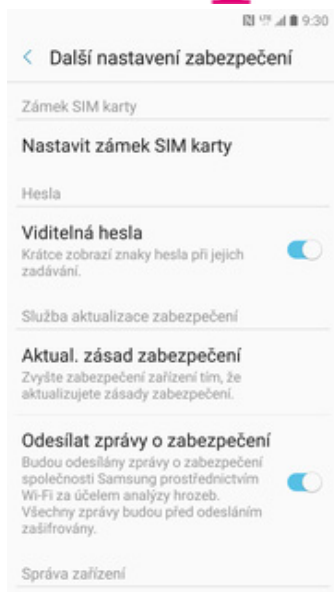 9:30
Další nastavení zabezpečení
Zámek SIM karty
Nastavit zámek SIM karty
Hesla
Viditelná hesla
Krátce zobrazí znaky hesla při jejich
zadávání.
Služba aktualizace zabezpečení
Aktual. zásad zabezpečení
Zvyšte zabezpečení zařízení tím, že
aktualizujete zásady zabezpečení.
Odesílat zprávy o zabezpečení
Budou odesílány zprávy o zabezpečení
společnosti Samsung prostřednictvím
Wi-Fi za účelem analýzy hrozeb.
Všechny zprávy budou před odesláním
zašifrovány.
Správa zařízení